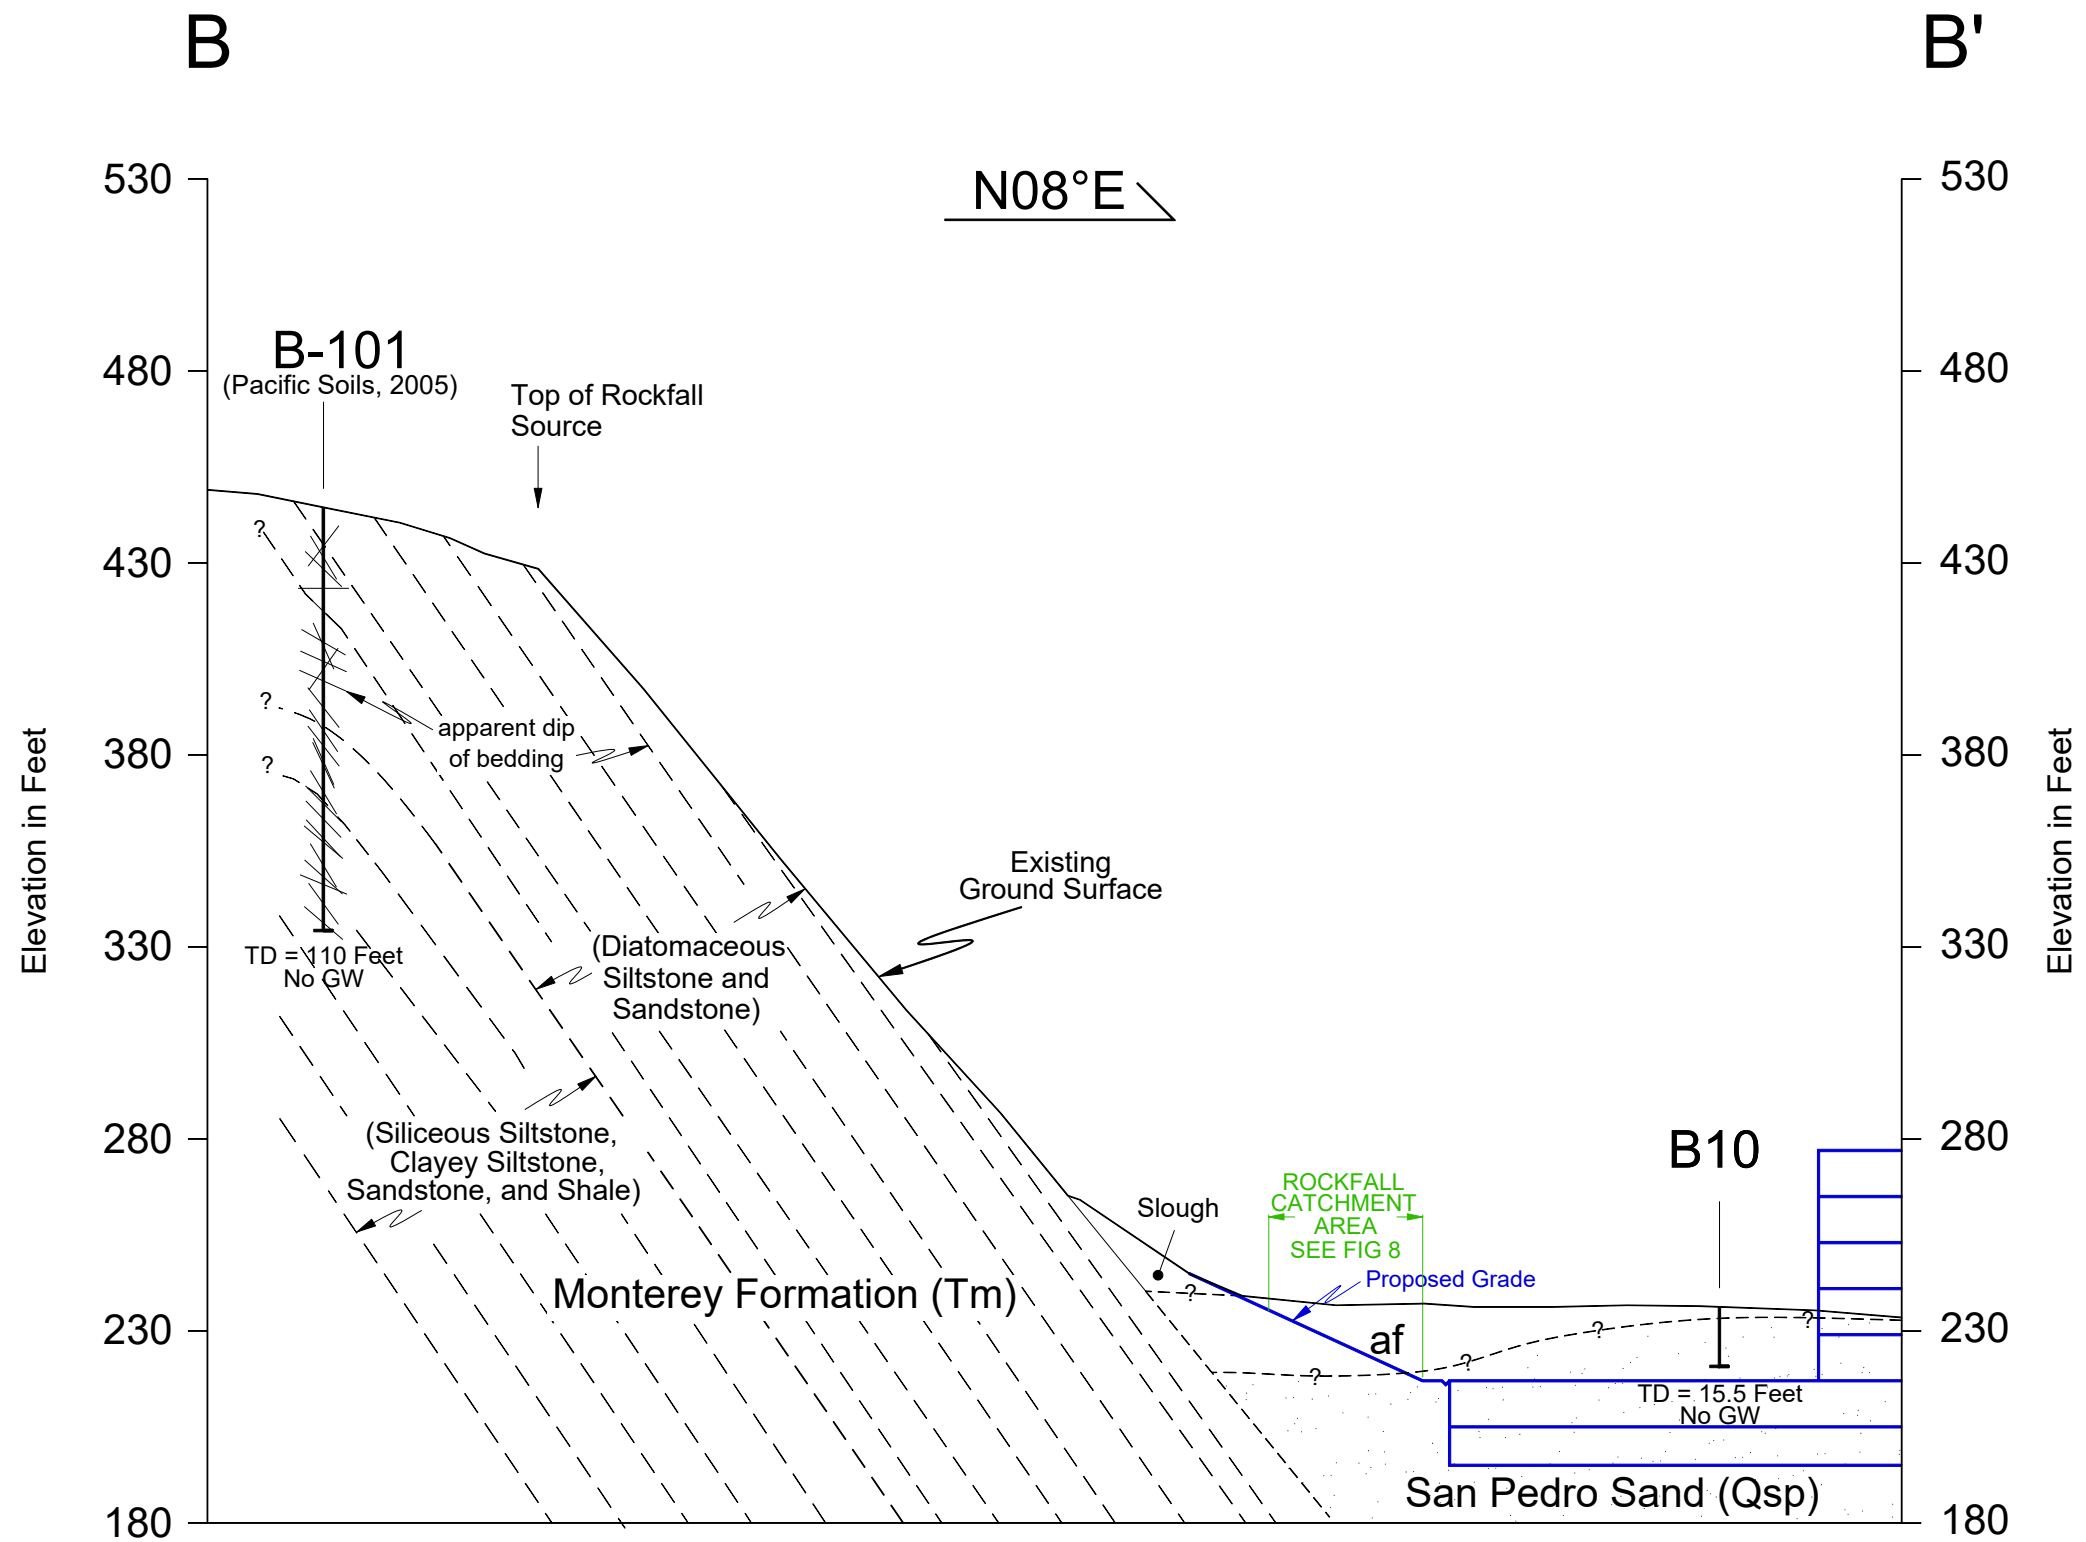 B
B'
N08°E
530
480
430
380
330
280
230
180
Elevation in Feet
530
480
430
380
330
280
230
180
Elevation in Feet
B-101
(Pacific Soils, 2005)
Top of Rockfall
Source
?
?
?
apparent dip
of bedding
TD = 110 Feet
No GW
Existing
Ground Surface
(Diatomaceous
Siltstone and
Sandstone)
(Siliceous Siltstone,
Clayey Siltstone,
Sandstone, and Shale)
Monterey Formation (Tm)
Slough
ROCKFALL
CATCHMENT
AREA
SEE FIG 8
Proposed Grade
B10
?
af
?
?
?
?
TD = 15.5 Feet
No GW
San Pedro Sand (Qsp)